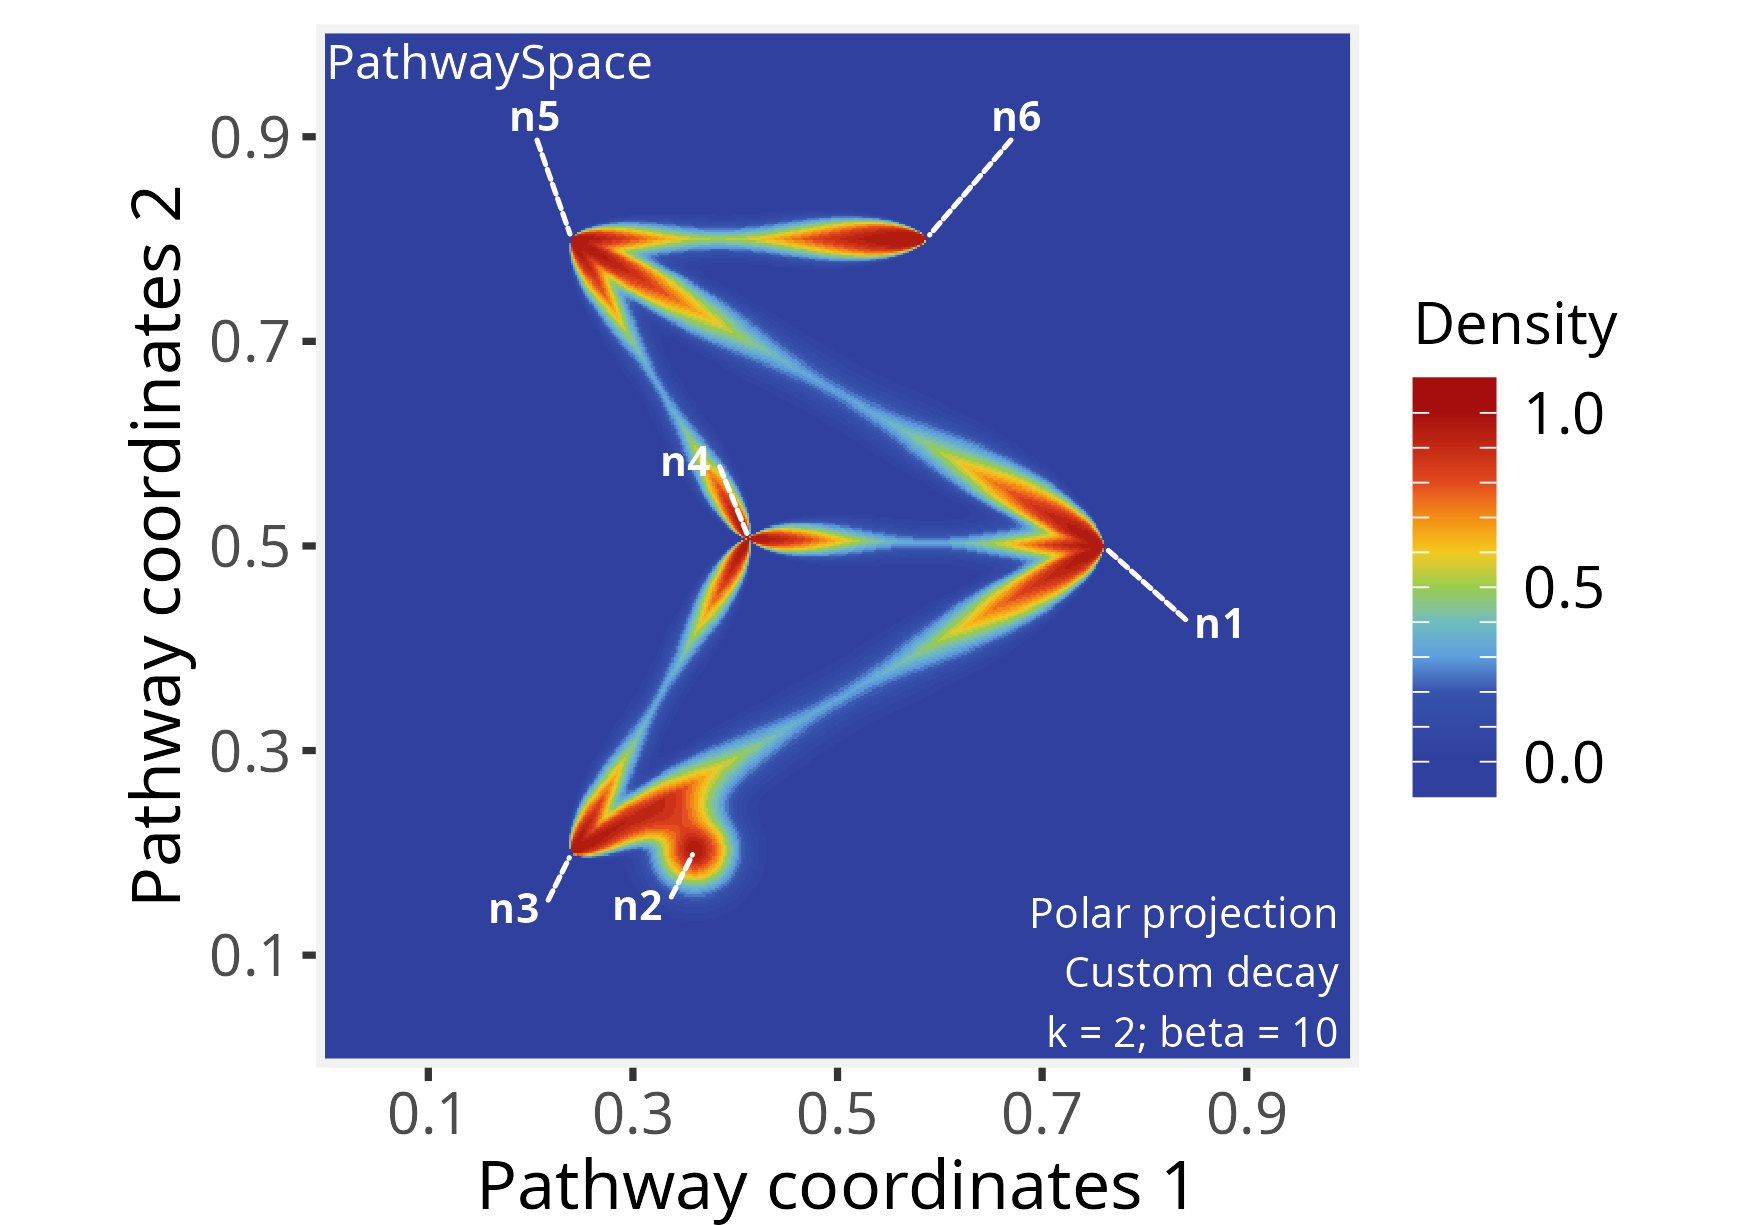 PathwaySpace
n5
n6
n4
n1
n3
n2
Polar projection
Custom decay
k = 2; beta = 10
0.9
0.7
0.5
0.3
0.1
Pathway coordinates 2
0.1
0.3
0.5
0.7
0.9
Pathway coordinates 1
Density
1.0
0.5
0.0